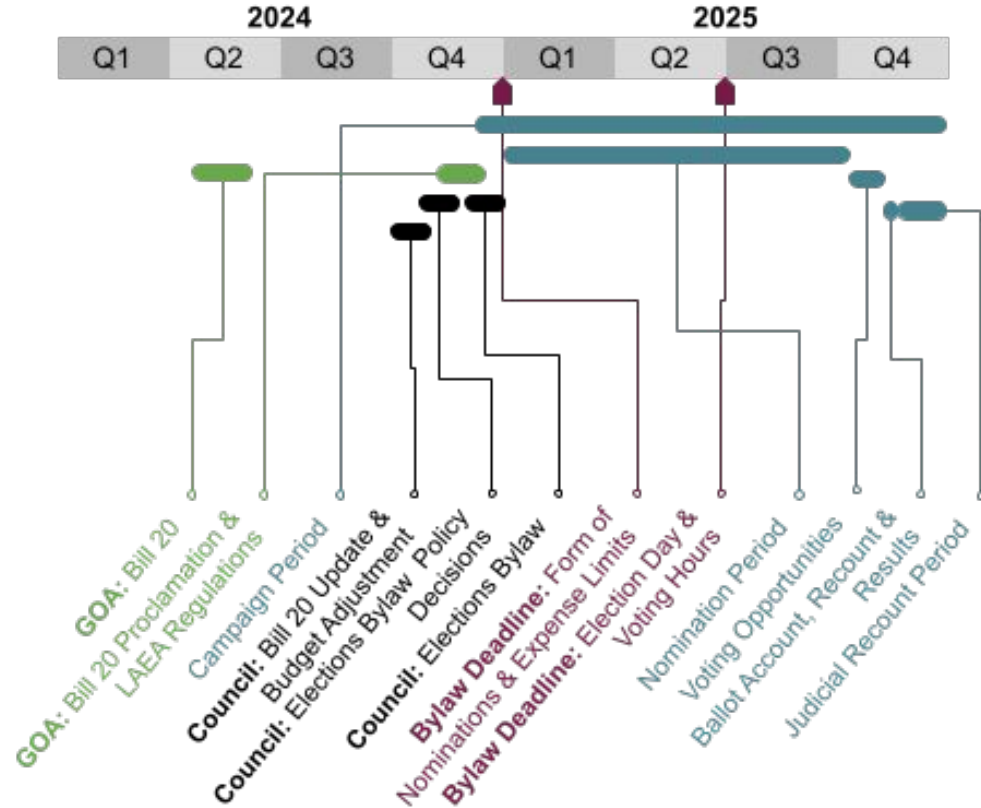 2024
2025
Q1
Q2
Q3
Q4
Q1
Q2
Q3
Q4
GOA: Bill 20
GOA: Bill 20 Proclamation &
LAEA Regulations
Campaign Period
Council: Bill 20 Update &
Budget Adjustment
Council: Elections Bylaw Policy
Decisions
Council: Elections Bylaw
Bylaw Deadline: Form of
Nominations & Expense Limits
Bylaw Deadline: Election Day &
Voting Hours
Nomination Period
Voting Opportunities
Ballot Account, Recount &
Results
Judicial Recount Period